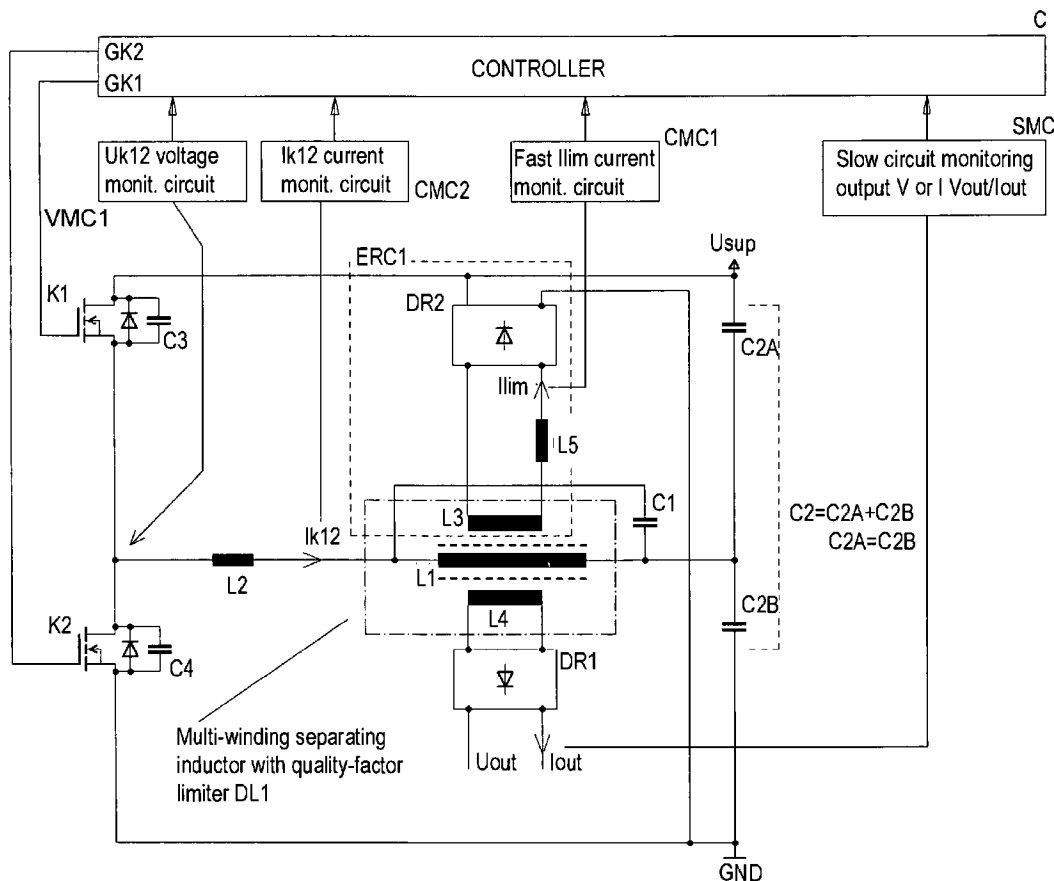 C
GK2
GK1
CONTROLLER
Uk12 voltage
monit. circuit
VMC1
Ik12 current
monit. circuit
CMC2
Fast Ilim current
monit. circuit
CMC1
SMC
Slow circuit monitoring
output V or I Vout/Iout
ERC1
Usup
K1
C3
DR2
C2A
Ilim
L5
L3
C1
C2=C2A+C2B
C2A=C2B
Ik12
L2
L1
L4
C2B
K2
C4
DR1
Multi-winding separating
inductor with quality-factor
limiter DL1
Uout
Iout
GND